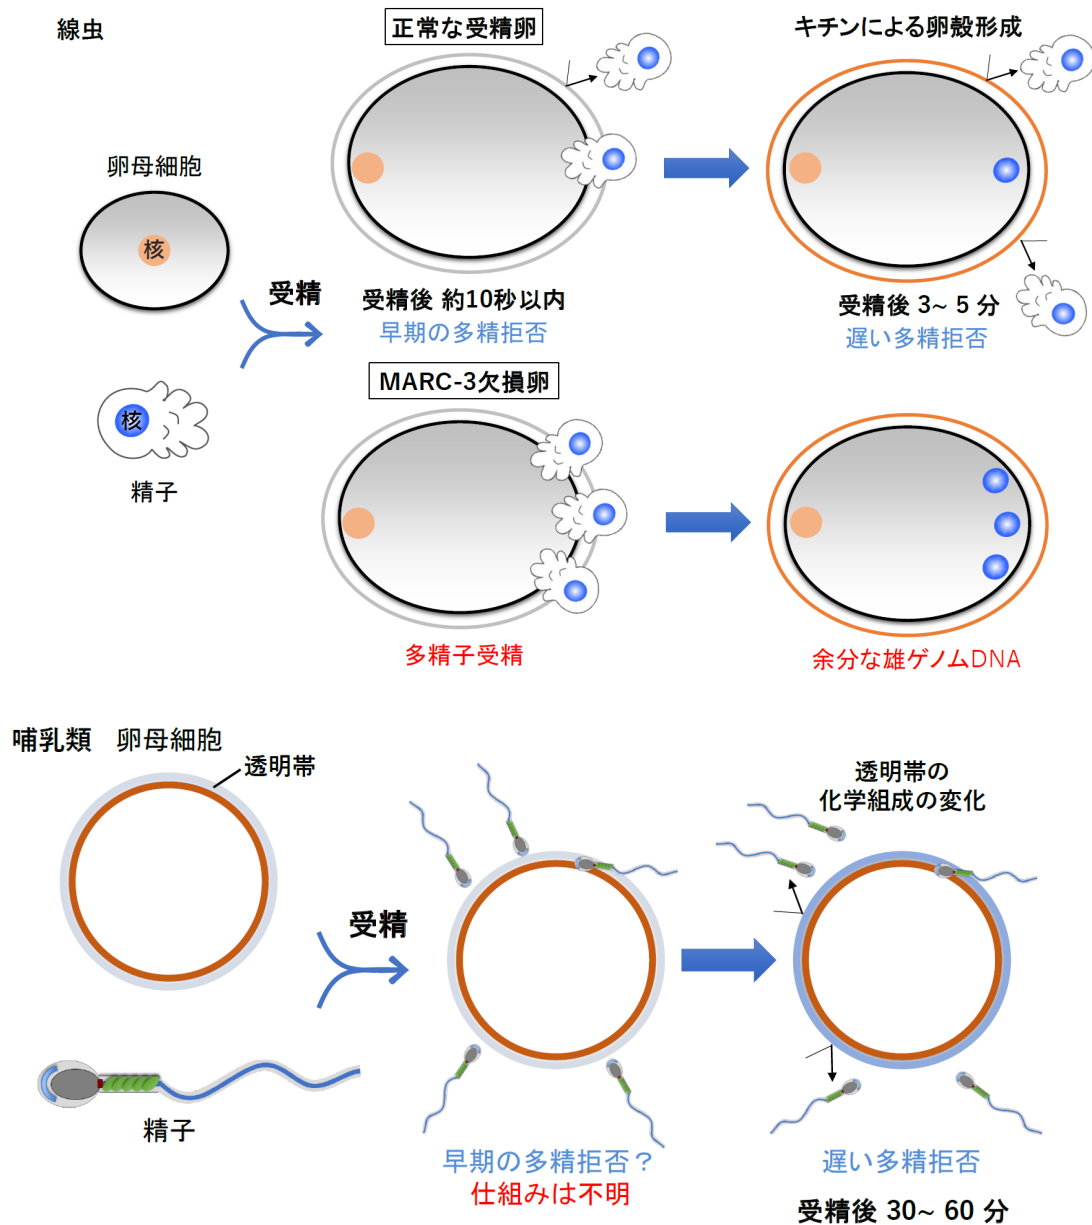 線虫
正常な受精卵
キチンによる卵殻形成
卵母細胞
核
受精
受精後 約10秒以内
早期の多精拒否
受精後 3~ 5 分
遅い多精拒否
核
精子
MARC-3欠損卵
多精子受精
余分な雄ゲノムDNA
哺乳類 卵母細胞
透明帯
受精
精子
透明帯の
化学組成の変化
早期の多精拒否？
仕組みは不明
遅い多精拒否
受精後 30~ 60 分